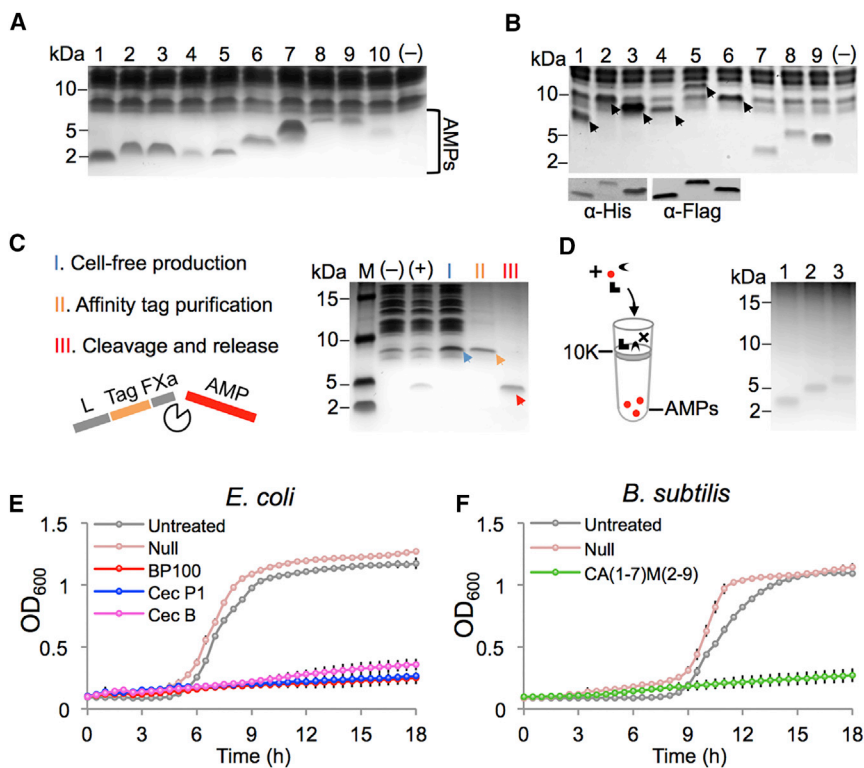 A
kDa 1 2 3 4 5 6 7 8 9 10 (−)
10
5
2
AMPs
B
kDa 1 2 3 4 5 6 7 8 9 (−)
10
5
2
α-His α-Flag
C
I. Cell-free production
II. Affinity tag purification
III. Cleavage and release
L Tag FXa AMP
kDa M (−) (+) I II III
15
10
5
2
D
+
10K
AMPs
kDa 1 2 3
15
10
5
2
E
E. coli
Untreated
Null
BP100
Cec P1
Cec B
OD600
1.5
1
0.5
0
0 3 6 9 12 15 18
Time (h)
F
B. subtilis
Untreated
Null
CA(1-7)M(2-9)
OD600
1.5
1
0.5
0
0 3 6 9 12 15 18
Time (h)